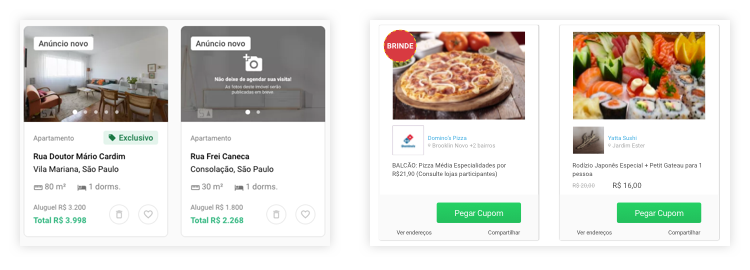 Anúncio novo
Apartamento
Exclusivo
Rua Doutor Mário Cardim
Vila Mariana, São Paulo
80 m² 1 dorms.
Aluguel R$ 3.200
Total R$ 3.998
Anúncio novo
Não deixe de agendar sua visita!
As fotos deste imóvel serão
publicadas em breve.
Apartamento
Rua Frei Caneca
Consolação, São Paulo
30 m² 1 dorms.
Aluguel R$ 1.800
Total R$ 2.268
BRINDE
Domino's Pizza
Brooklin Novo +2 bairros
BALCÃO: Pizza Média Especialidades por
R$21,90 (Consulte lojas participantes)
Pegar Cupom
Ver endereços Compartilhar
Yatta Sushi
Jardim Ester
Rodízio Japonês Especial + Petit Gateau para 1
pessoa
R$ 20,00 R$ 16,00
Pegar Cupom
Ver endereços Compartilhar